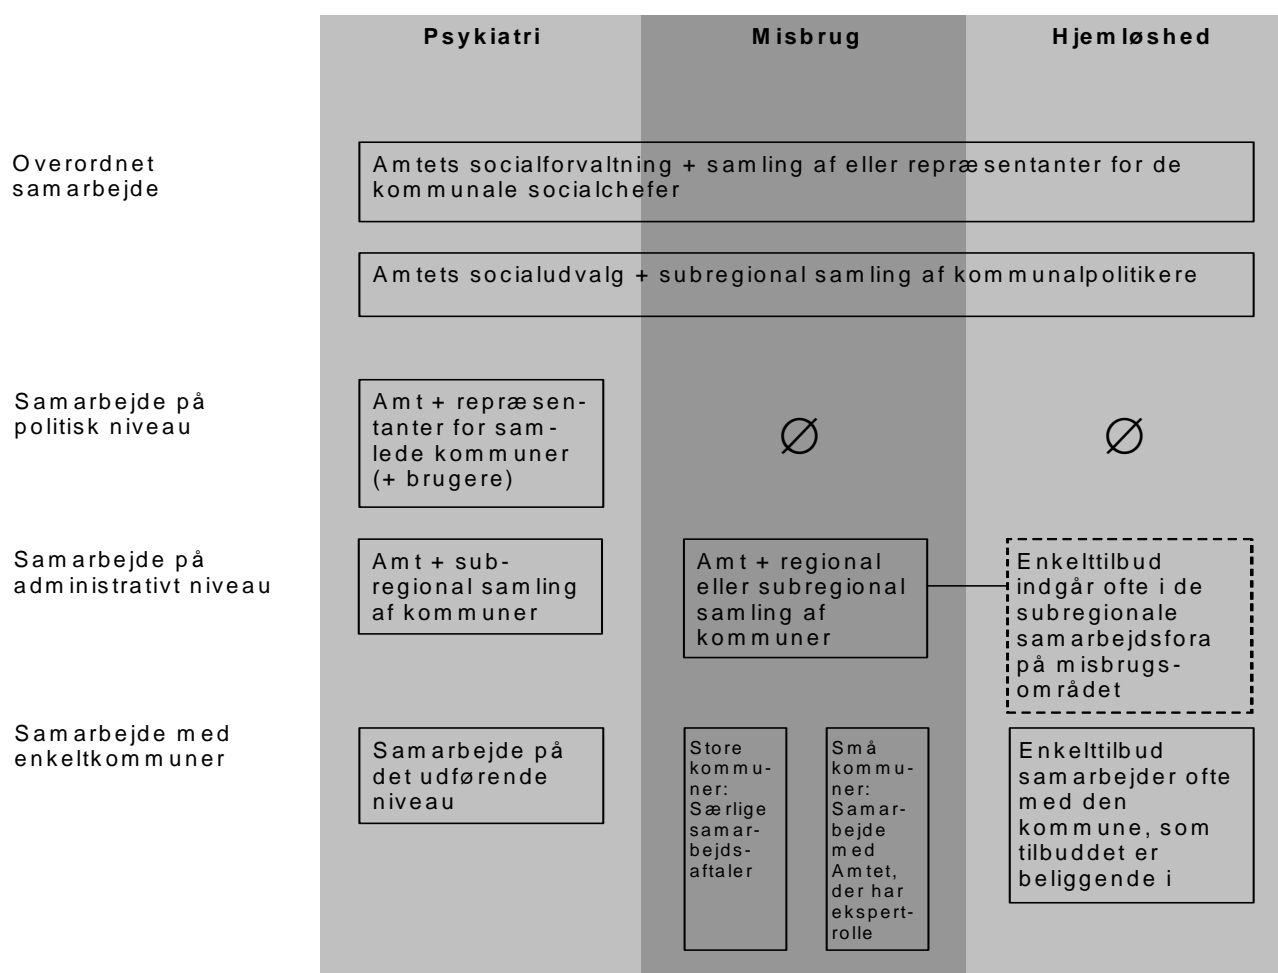 Psykiatri
Misbrug
Hjemløshed
Overordnet
samarbejde
Amtets socialforvaltning + samling af eller repræsentanter for de
kommunale socialchefer
Amtets socialudvalg + subregional samling af kommunalpolitikere
Samarbejde på
politisk niveau
Amt + repræsen-
tanter for sam-
lede kommuner
(+ brugere)
∅
∅
Samarbejde på
administrativt niveau
Amt + sub-
regional samling
af kommuner
Amt + regional
eller subregional
samling af
kommuner
Enkelttilbud
indgår ofte i de
subregionale
samarbejdsfora
på misbrugs-
området
Samarbejde med
enkeltkommuner
Samarbejde på
det udførende
niveau
Store
kommu-
ner:
Særlige
samar-
bejds-
aftaler
Små
kommu-
ner:
Samar-
bejde
med
Amtet,
der har
ekspert-
rolle
Enkelttilbud
samarbejder ofte
med den
kommune, som
tilbuddet er
beliggende i